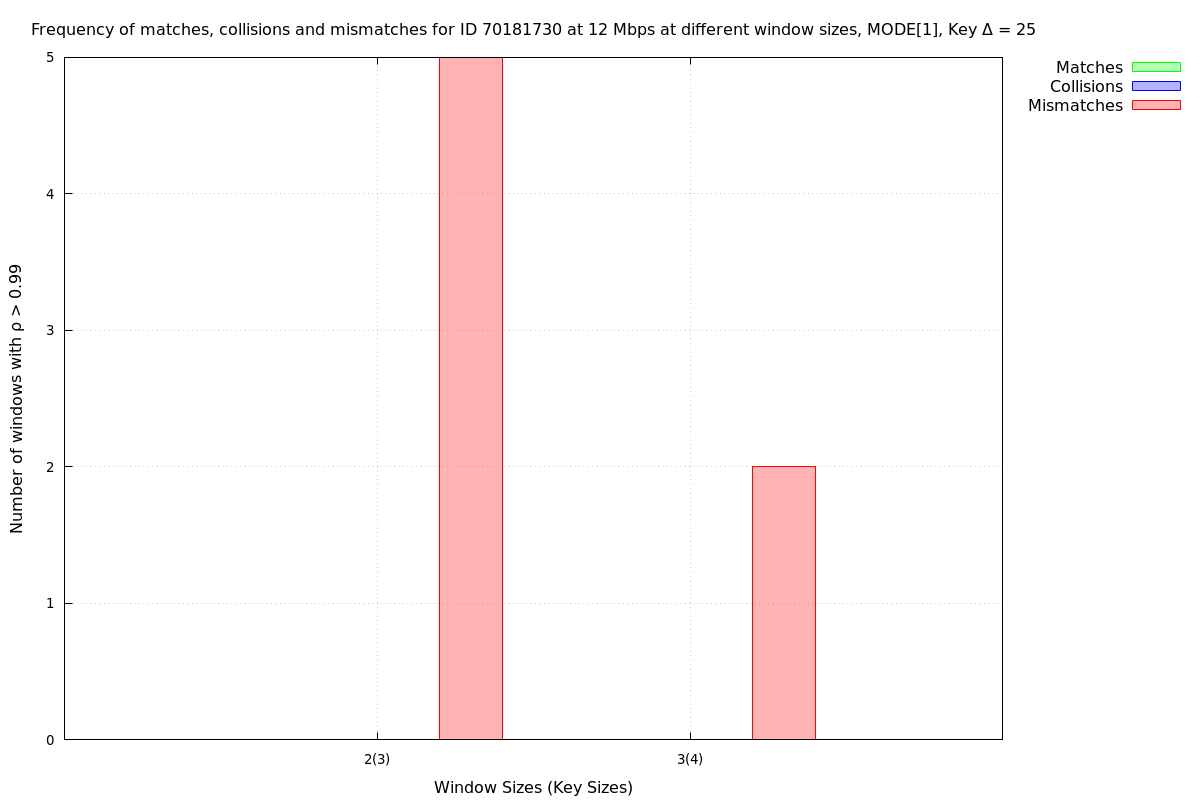 Frequency of matches, collisions and mismatches for ID 70181730 at 12 Mbps at different window sizes, MODE[1], Key Δ = 25
Matches
Collisions
Mismatches
Number of windows with ρ > 0.99
5
4
3
2
1
0
2(3)
3(4)
Window Sizes (Key Sizes)